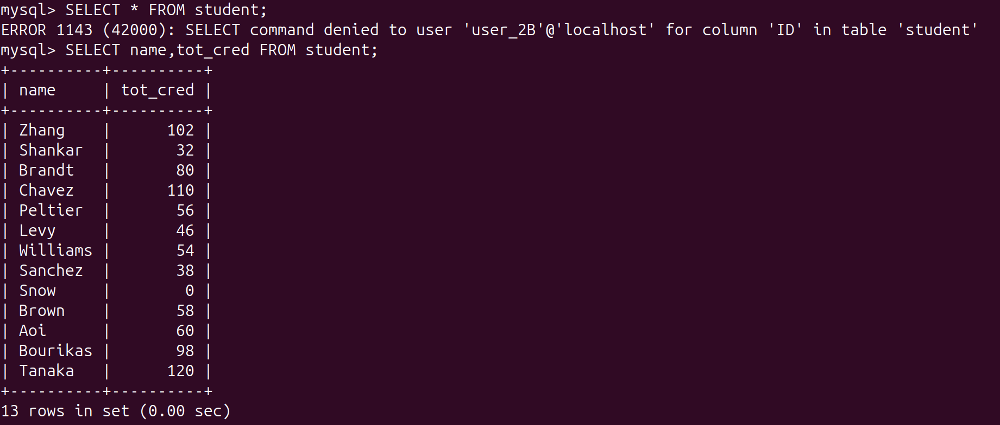 mysql> SELECT * FROM student;
ERROR 1143 (42000): SELECT command denied to user 'user_2B'@'localhost' for column 'ID' in table 'student'
mysql> SELECT name,tot_cred FROM student;
+----------+----------+
| name     | tot_cred |
+----------+----------+
| Zhang    |      102 |
| Shankar  |       32 |
| Brandt   |       80 |
| Chavez   |      110 |
| Peltier  |       56 |
| Levy     |       46 |
| Williams |       54 |
| Sanchez  |       38 |
| Snow     |        0 |
| Brown    |       58 |
| Aoi      |       60 |
| Bourikas |       98 |
| Tanaka   |      120 |
+----------+----------+
13 rows in set (0.00 sec)